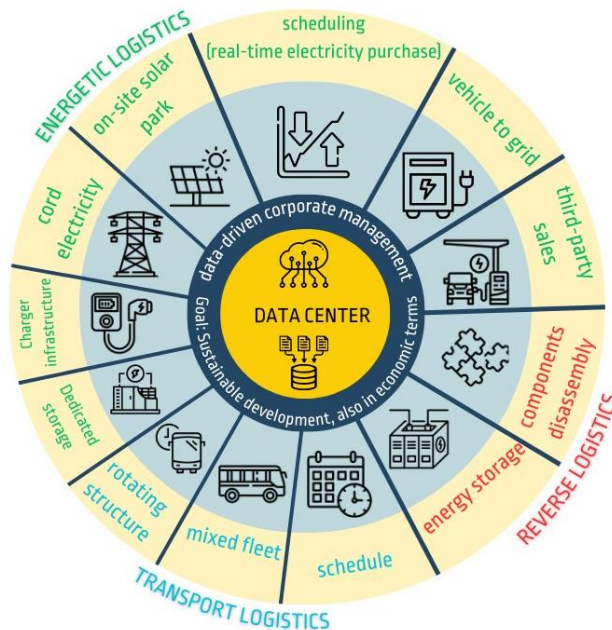 ENERGETIC LOGISTICS
scheduling
(real-time electricity purchase)
vehicle to grid
third-party
sales
components
disassembly
REVERSE LOGISTICS
energy storage
schedule
mixed fleet
TRANSPORT LOGISTICS
rotating
structure
Dedicated
storage
Charger
infrastructure
cord
electricity
on-site solar
park
data-driven corporate management
Goal: Sustainable development, also in economic terms
DATA CENTER